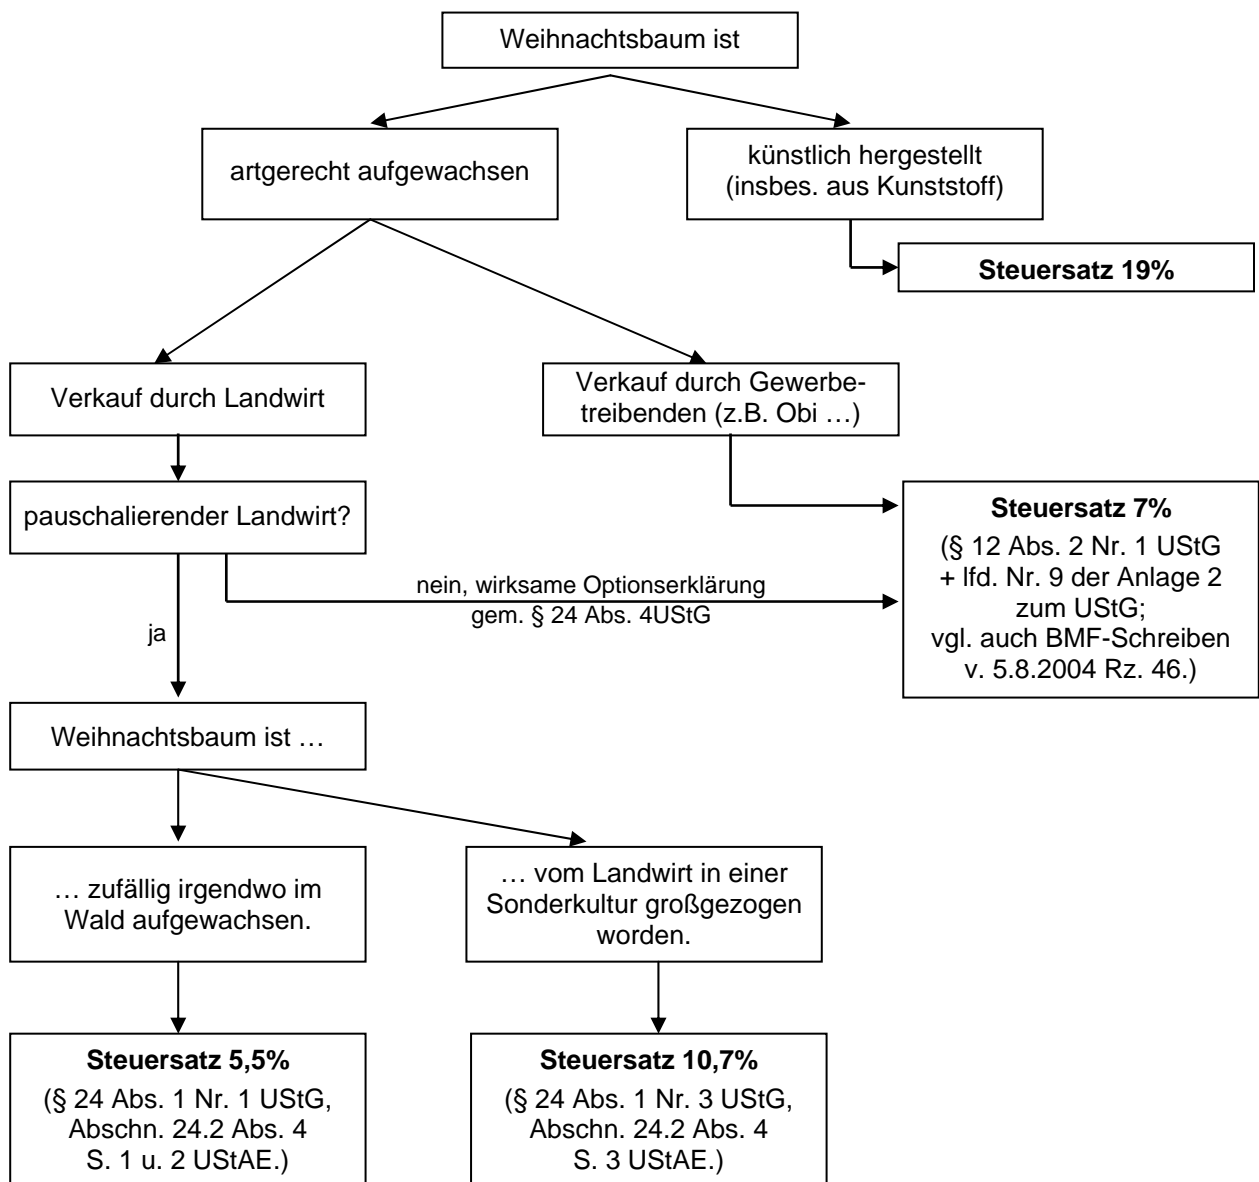 Weihnachtsbaum ist
artgerecht aufgewachsen
künstlich hergestellt
(insbes. aus Kunststoff)
Steuersatz 19%
Verkauf durch Landwirt
Verkauf durch Gewerbe-
treibenden (z.B. Obi …)
pauschalierender Landwirt?
Steuersatz 7%
(§ 12 Abs. 2 Nr. 1 UStG
+ lfd. Nr. 9 der Anlage 2
zum UStG;
vgl. auch BMF-Schreiben
v. 5.8.2004 Rz. 46.)
nein, wirksame Optionserklärung
gem. § 24 Abs. 4UStG
ja
Weihnachtsbaum ist …
… zufällig irgendwo im
Wald aufgewachsen.
… vom Landwirt in einer
Sonderkultur großgezogen
worden.
Steuersatz 5,5%
(§ 24 Abs. 1 Nr. 1 UStG,
Abschn. 24.2 Abs. 4
S. 1 u. 2 UStAE.)
Steuersatz 10,7%
(§ 24 Abs. 1 Nr. 3 UStG,
Abschn. 24.2 Abs. 4
S. 3 UStAE.)